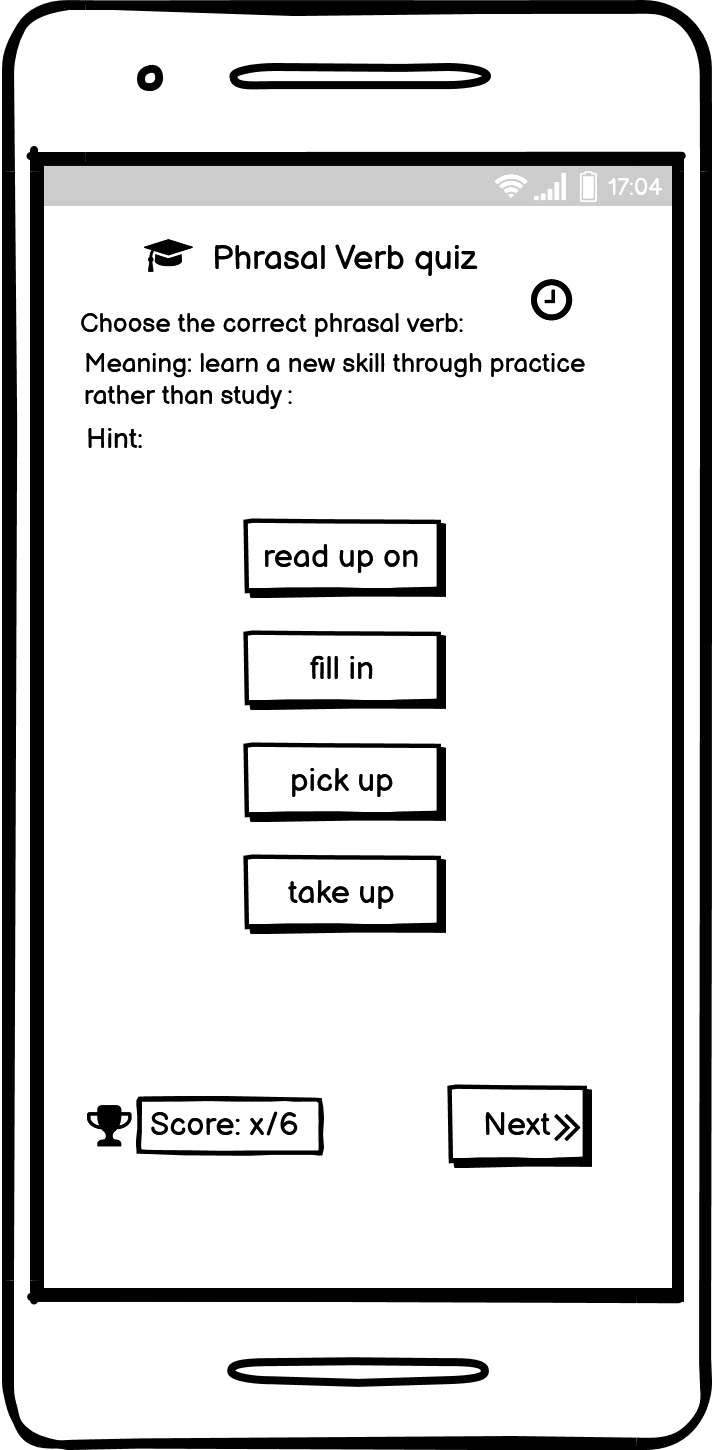 17:04
Phrasal Verb quiz
Choose the correct phrasal verb:
Meaning: learn a new skill through practice
rather than study :
Hint:
read up on
fill in
pick up
take up
Score: x/6
Next